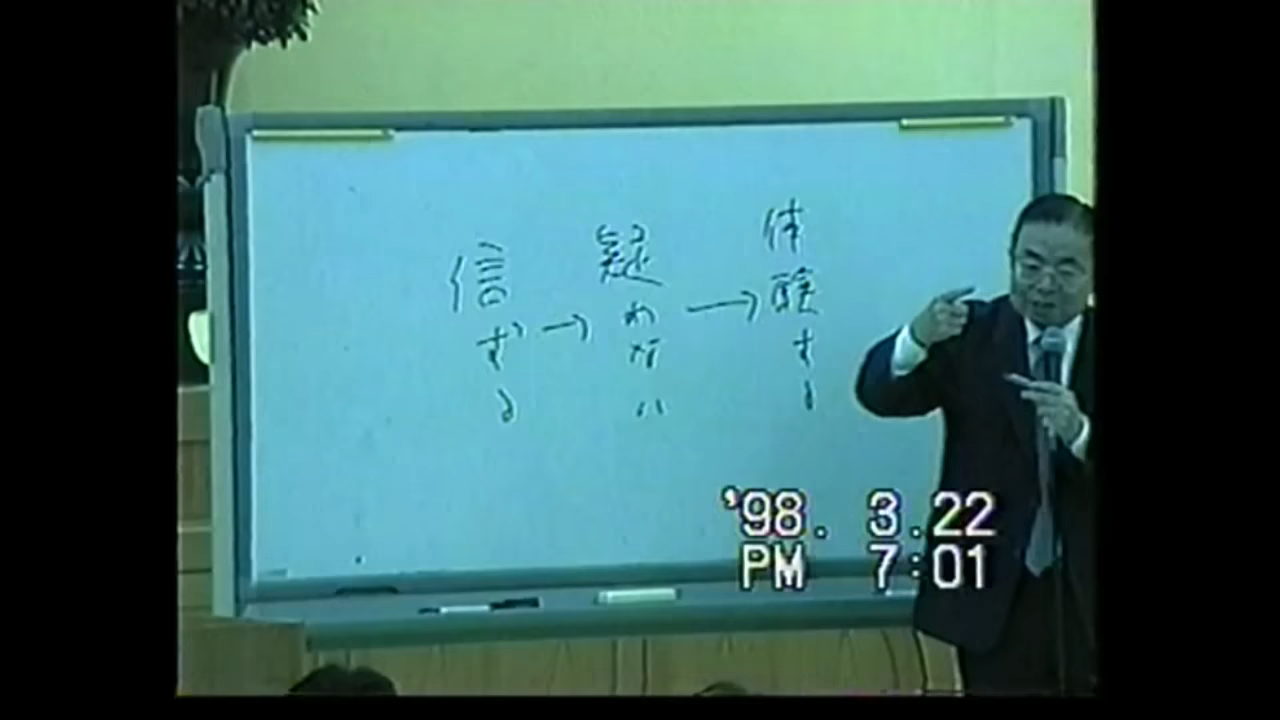 信ずる
→
疑わない
→
体験する
'98. 3.22
PM 7:01